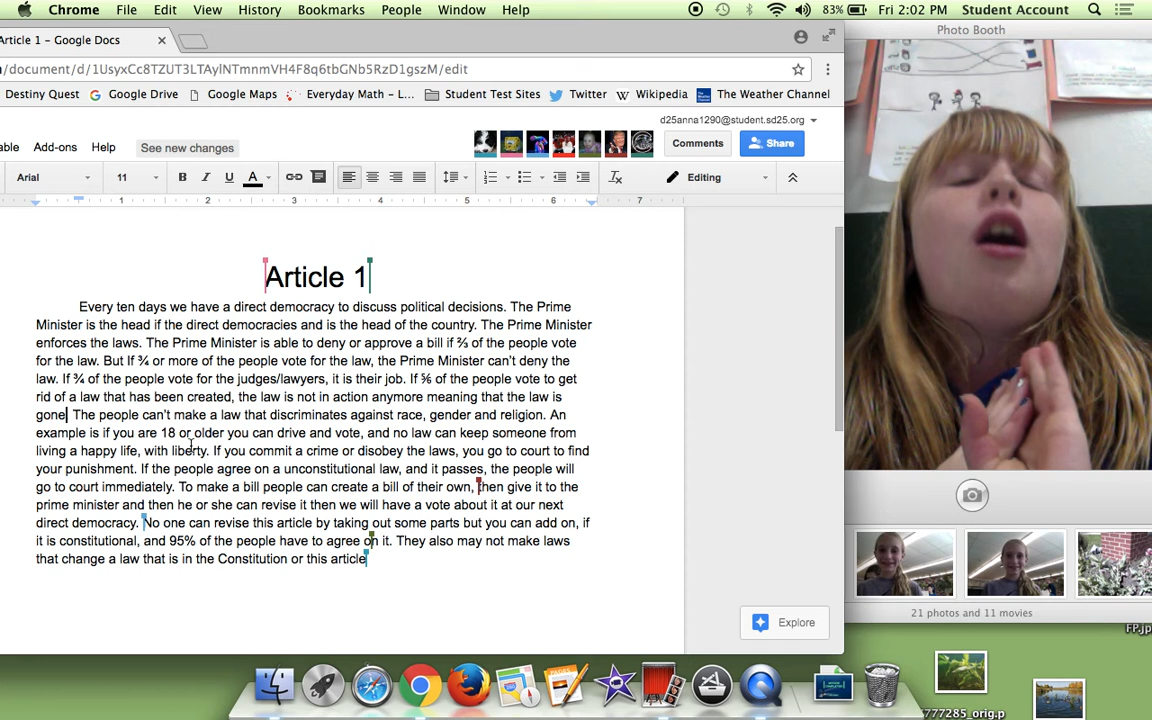 Chrome File Edit View History Bookmarks People Window Help 83% Fri 2:02 PM Student Account
Article 1 - Google Docs
Photo Booth
/document/d/1UsyxCc8TZUT3LTAylNTmnmVH4F8q6tbGNb5RzD1gszM/edit
Destiny Quest Google Drive Google Maps Everyday Math – L... Student Test Sites Twitter Wikipedia The Weather Channel
d25anna1290@student.sd25.org
able Add-ons Help See new changes Comments Share
Arial 11 B I U A Editing
1 2 3 4 5 6 7
Article 1
Every ten days we have a direct democracy to discuss political decisions. The Prime
Minister is the head if the direct democracies and is the head of the country. The Prime Minister
enforces the laws. The Prime Minister is able to deny or approve a bill if ⅔ of the people vote
for the law. But If ¾ or more of the people vote for the law, the Prime Minister can't deny the
law. If ¾ of the people vote for the judges/lawyers, it is their job. If ⅚ of the people vote to get
rid of a law that has been created, the law is not in action anymore meaning that the law is
gone The people can't make a law that discriminates against race, gender and religion. An
example is if you are 18 or older you can drive and vote, and no law can keep someone from
living a happy life, with liberty. If you commit a crime or disobey the laws, you go to court to find
your punishment. If the people agree on a unconstitutional law, and it passes, the people will
go to court immediately. To make a bill people can create a bill of their own, then give it to the
prime minister and then he or she can revise it then we will have a vote about it at our next
direct democracy. No one can revise this article by taking out some parts but you can add on, if
it is constitutional, and 95% of the people have to agree on it. They also may not make laws
that change a law that is in the Constitution or this article
Explore
21 photos and 11 movies
FP.jp
777285_orig.p